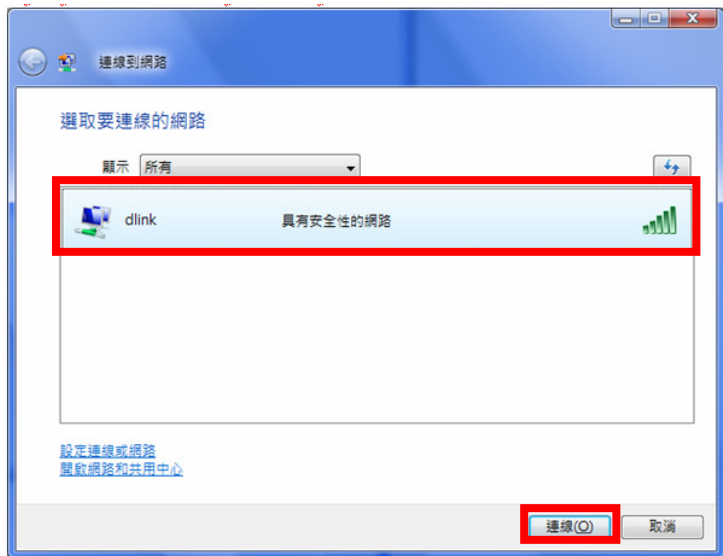 連線到網路
選取要連線的網路
顯示 所有
dlink 具有安全性的網路
設定連線或網路
開啟網路和共用中心
連線(O) 取消